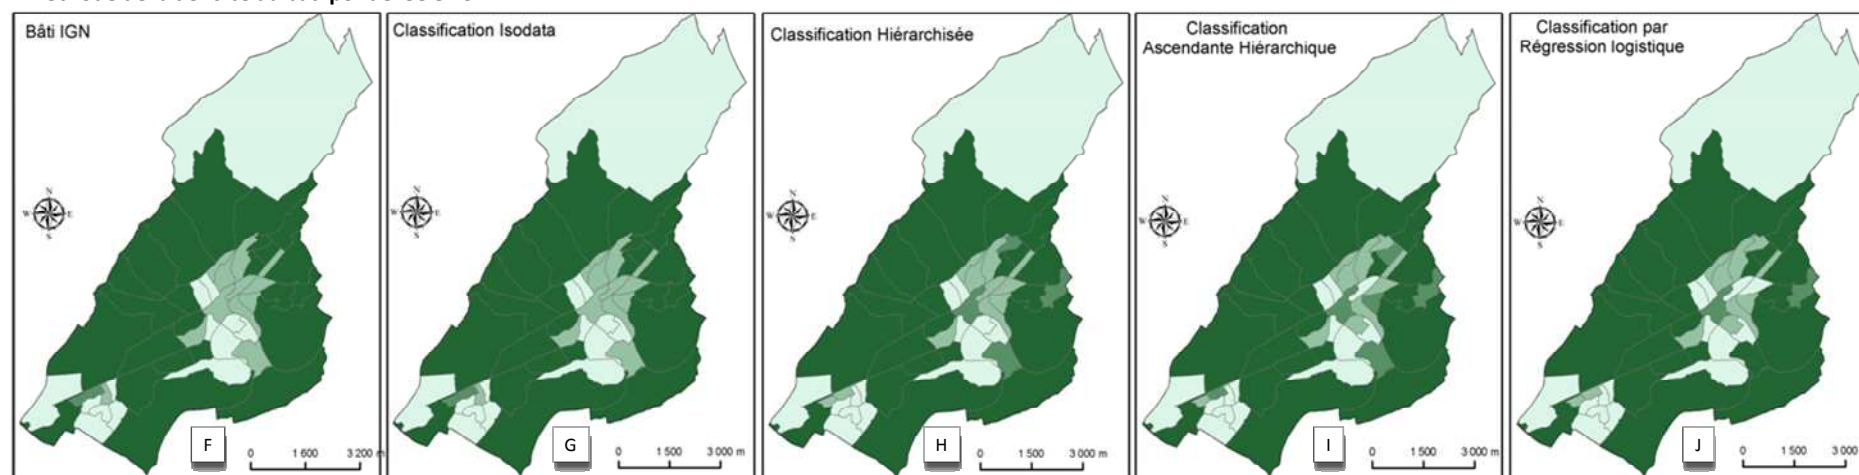 Bâti IGN
N
W E
S
F
0 1 500 3 200 m
Classification Isodata
N
W E
S
G
0 1 500 3 000 m
Classification Hiérarchisée
N
W E
S
H
0 1 500 3 000 m
Classification
Ascendante Hiérarchique
N
W E
S
I
0 1 500 3 000 m
Classification par
Régression logistique
N
W E
S
J
0 1 500 3 000